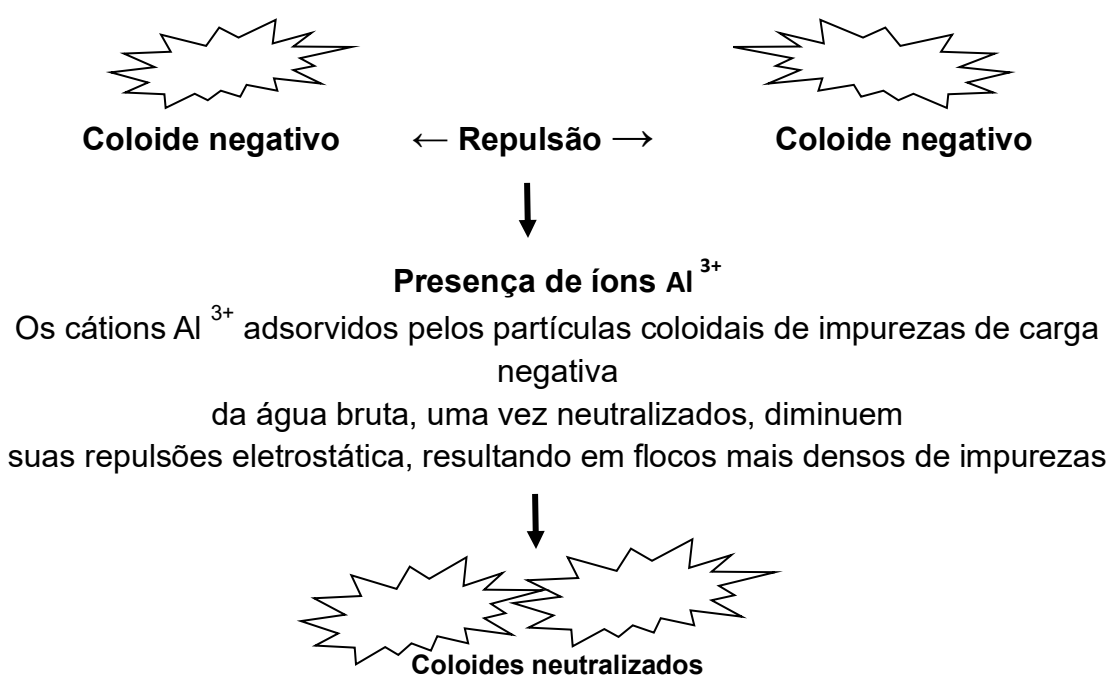 Coloide negativo ← Repulsão → Coloide negativo
Presença de íons Al 3+
Os cátions Al 3+ adsorvidos pelos partículas coloidais de impurezas de carga
negativa
da água bruta, uma vez neutralizados, diminuem
suas repulsões eletrostática, resultando em flocos mais densos de impurezas
Coloides neutralizados